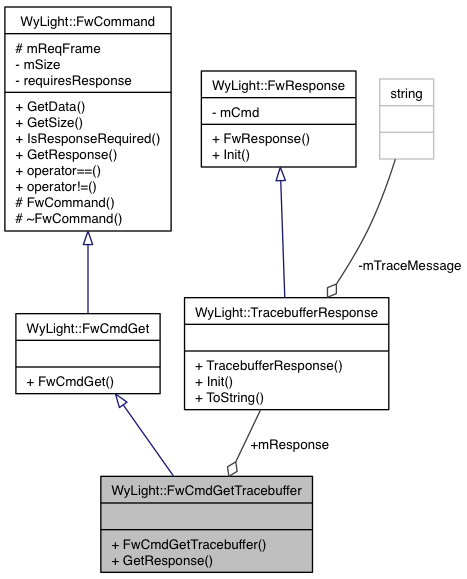 WyLight::FwCommand
# mReqFrame
- mSize
- requiresResponse
+ GetData()
+ GetSize()
+ IsResponseRequired()
+ GetResponse()
+ operator==()
+ operator!=()
# FwCommand()
# ~FwCommand()
WyLight::FwResponse
- mCmd
+ FwResponse()
+ Init()
string
-mTraceMessage
WyLight::FwCmdGet
+ FwCmdGet()
WyLight::TracebufferResponse
+ TracebufferResponse()
+ Init()
+ ToString()
+mResponse
WyLight::FwCmdGetTracebuffer
+ FwCmdGetTracebuffer()
+ GetResponse()